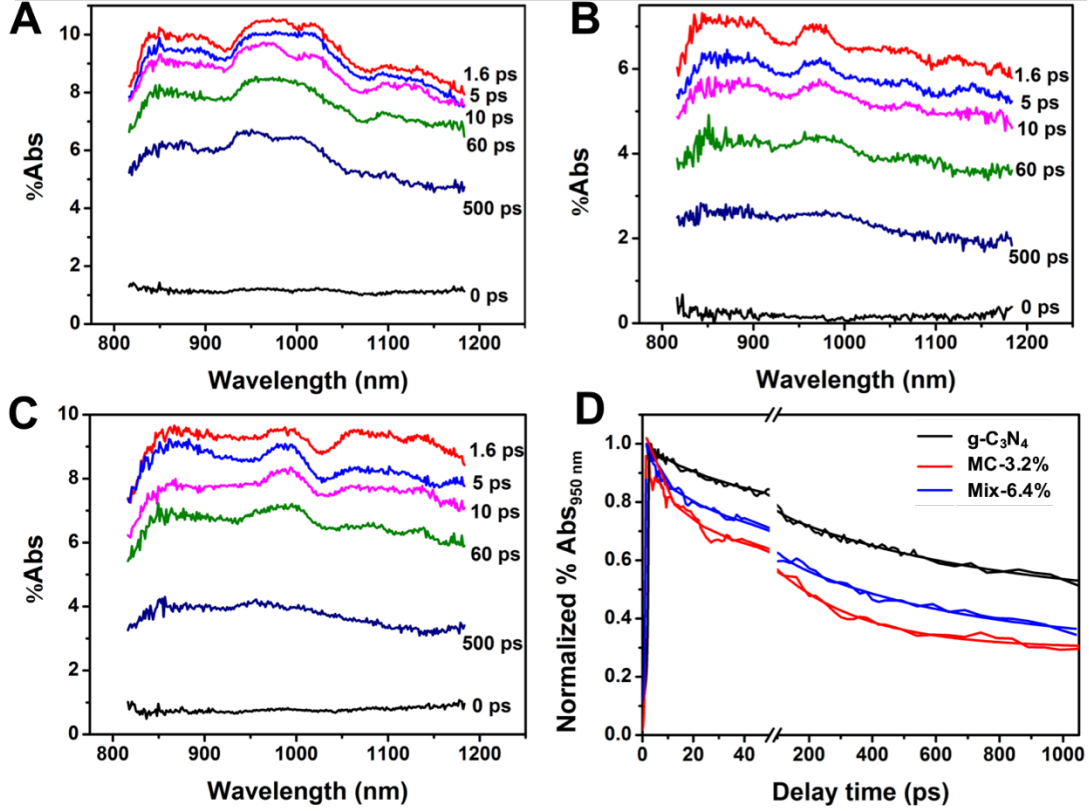 A
%Abs
10
8
6
4
2
0
1.6 ps
5 ps
10 ps
60 ps
500 ps
0 ps
800 900 1000 1100 1200
Wavelength (nm)
B
%Abs
6
4
2
0
1.6 ps
5 ps
10 ps
60 ps
500 ps
0 ps
800 900 1000 1100 1200
Wavelength (nm)
C
%Abs
10
8
6
4
2
0
1.6 ps
5 ps
10 ps
60 ps
500 ps
0 ps
800 900 1000 1100 1200
Wavelength (nm)
D
Normalized % Abs950 nm
1.0
0.8
0.6
0.4
0.2
0.0
g-C₃N₄
MC-3.2%
Mix-6.4%
0 20 40 200 400 600 800 1000
Delay time (ps)